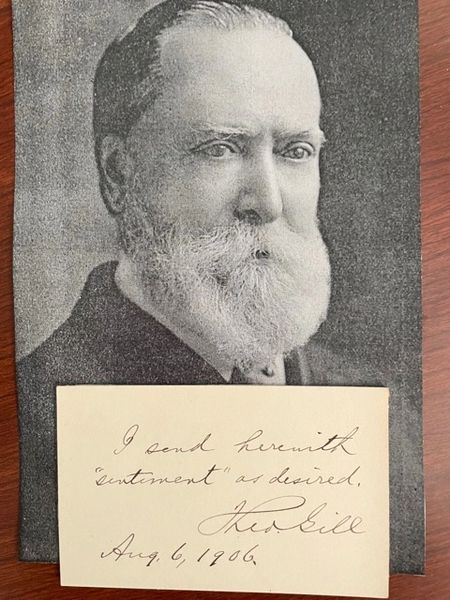 I send herewith
"sentiment" as desired.
Theo. Gill
Aug. 6, 1906.